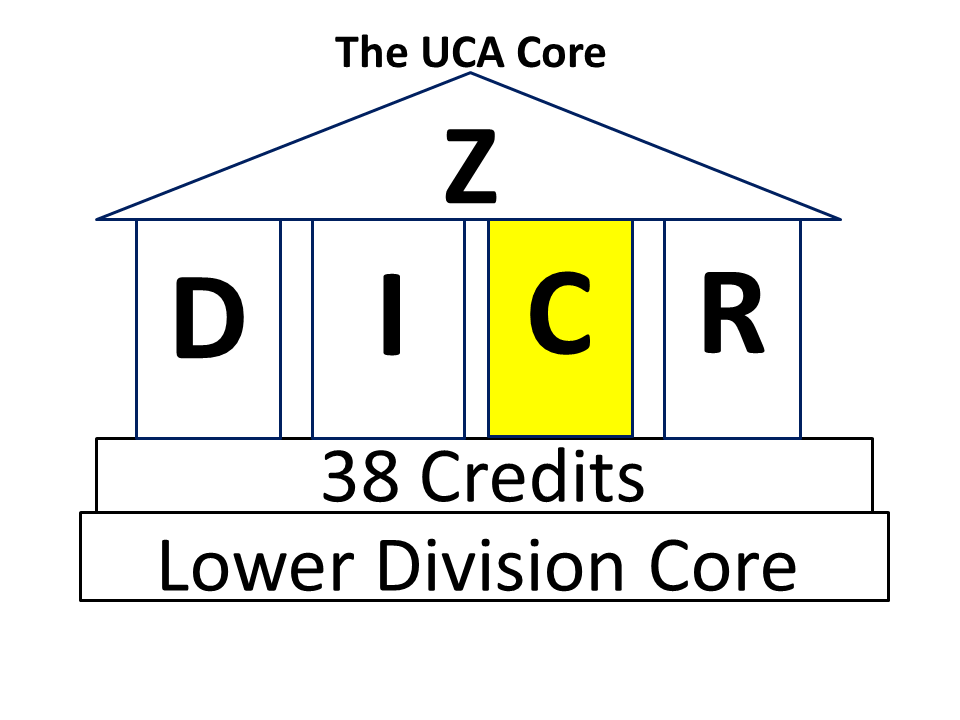 The UCA Core
Z
D I C R
38 Credits
Lower Division Core